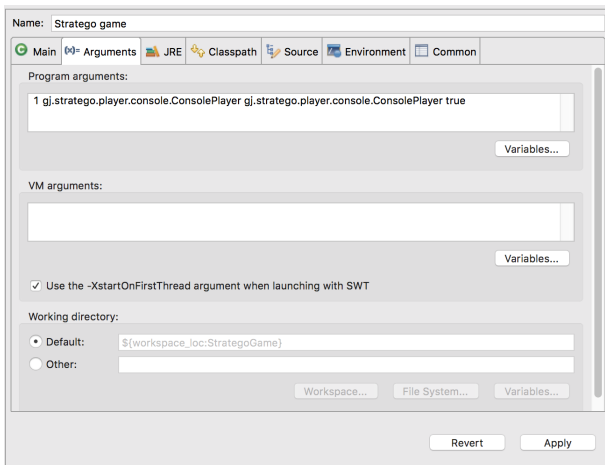 Name: Stratego game
Main (x)= Arguments JRE Classpath Source Environment Common
Program arguments:
1 gj.stratego.player.console.ConsolePlayer gj.stratego.player.console.ConsolePlayer true
Variables...
VM arguments:
Variables...
Use the -XstartOnFirstThread argument when launching with SWT
Working directory:
Default: ${workspace_loc:StrategoGame}
Other:
Workspace... File System... Variables...
Revert Apply